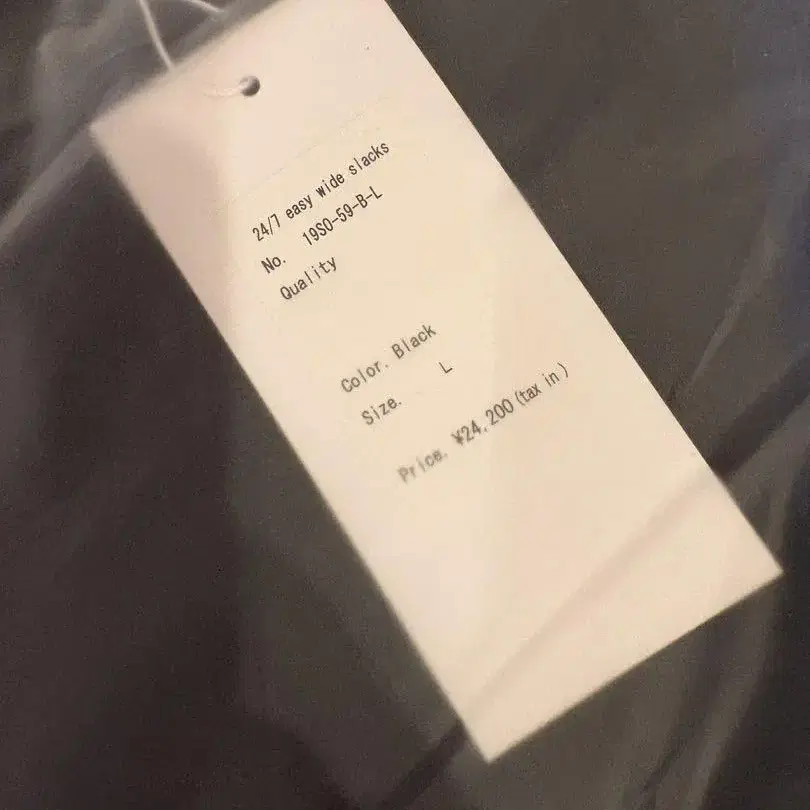 24/7 easy wide slacks
No. 19SO-59-B-L
Quality
Color. Black
Size. L
Price. ¥24,200(tax in)